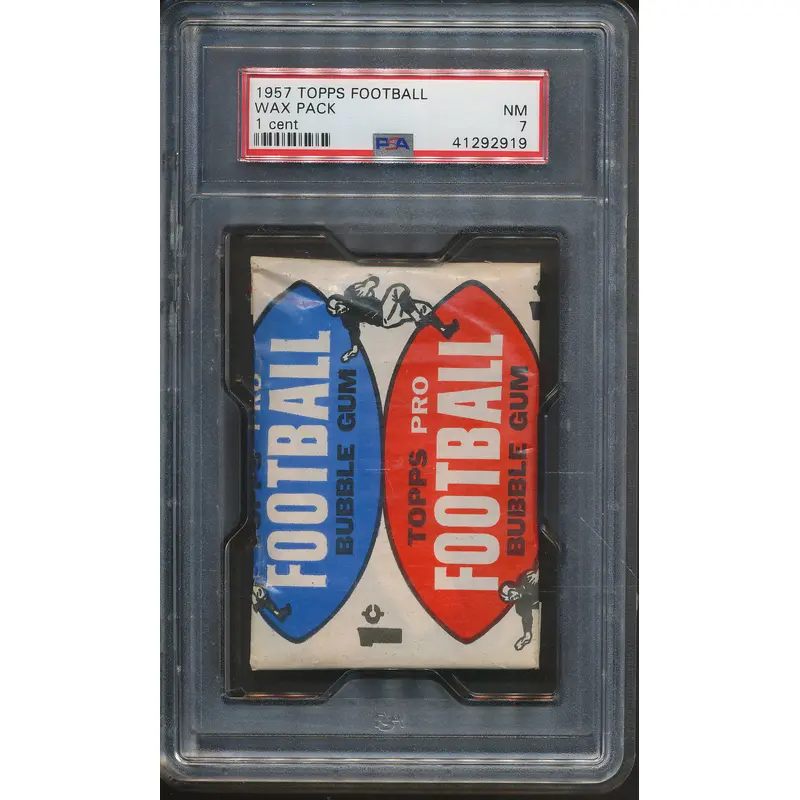 1957 TOPPS FOOTBALL
WAX PACK NM
1 cent 7
PSA 41292919
PRO
FOOTBALL
BUBBLE GUM
TOPPS PRO
FOOTBALL
BUBBLE GUM
1¢